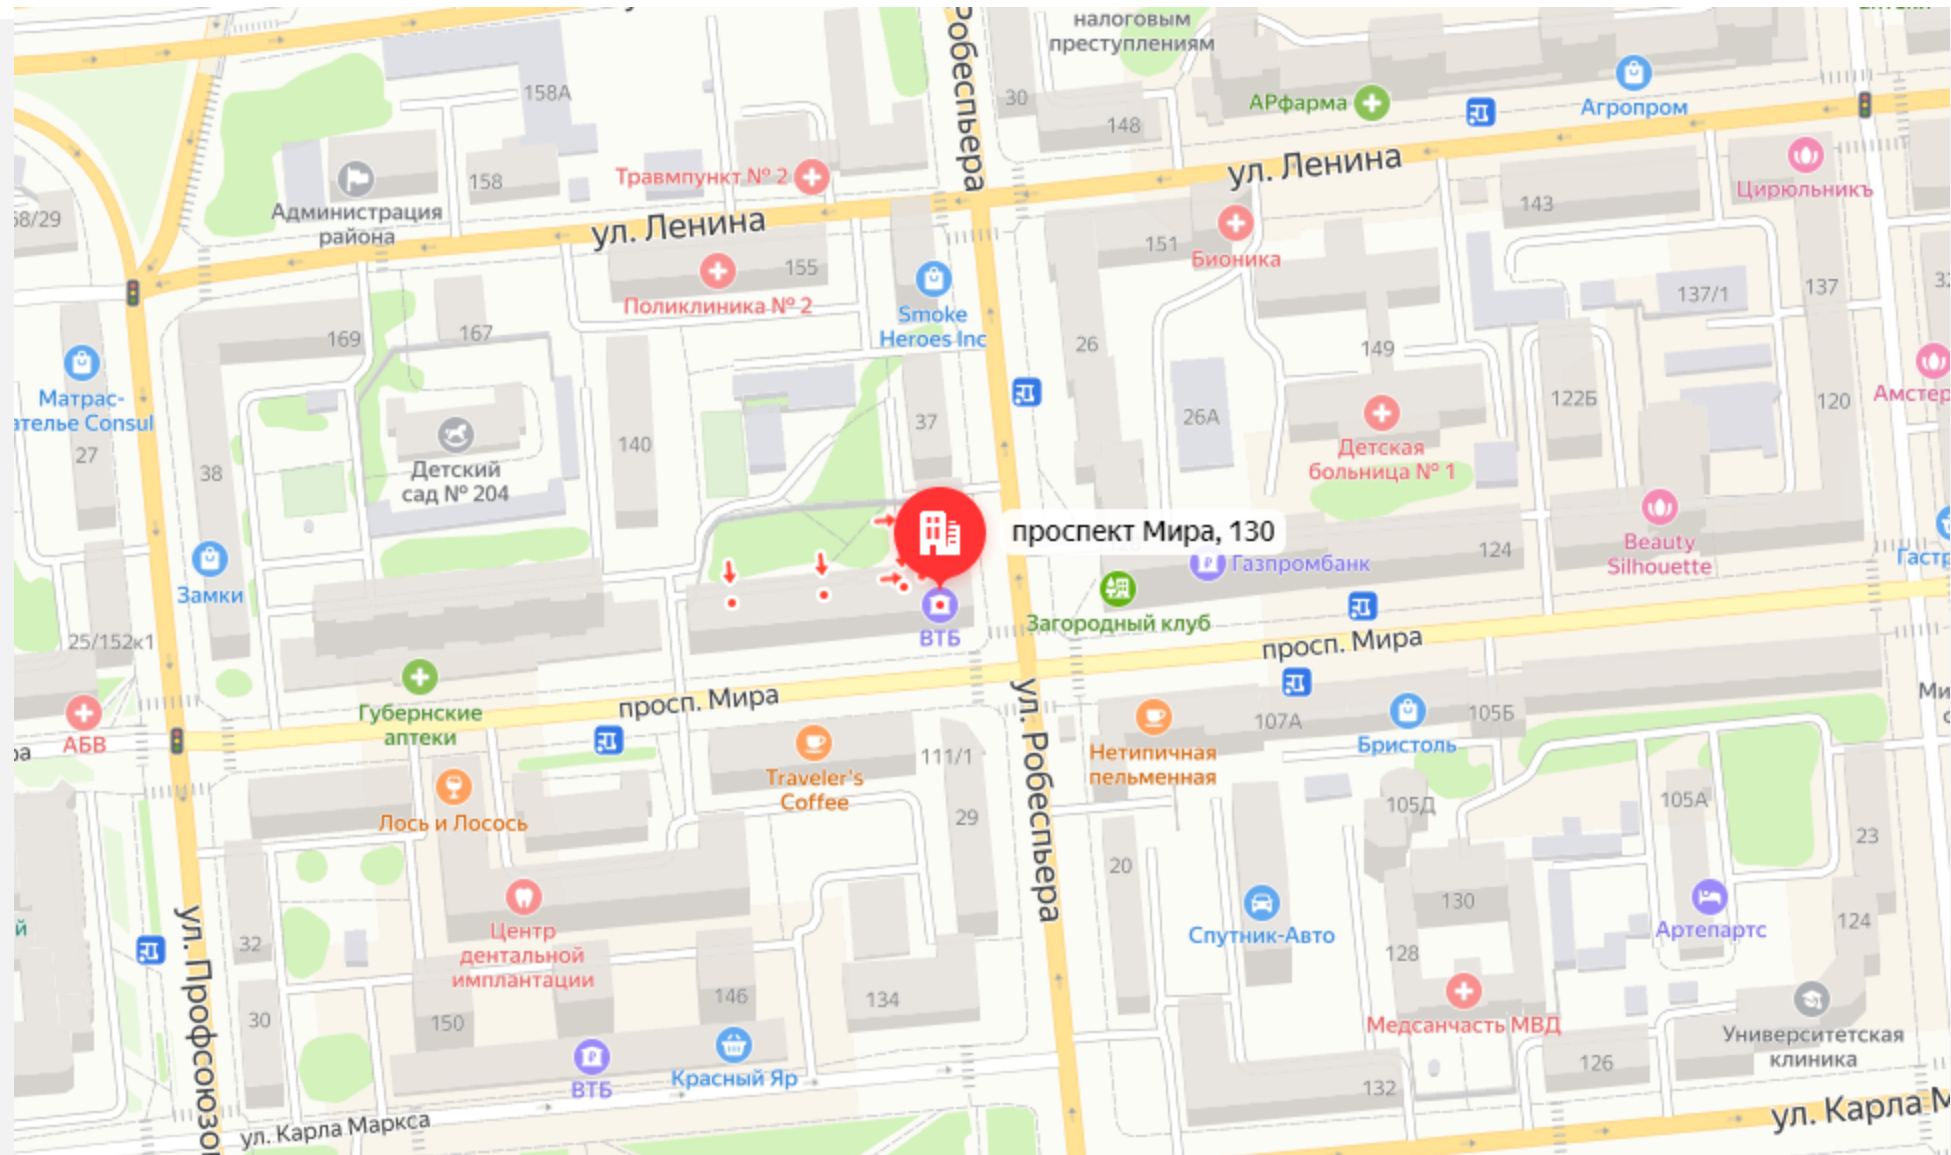 налоговым
преступлениям
ул. Робеспьера
30
148
АРфарма
Агропром
158А
Травмпункт № 2
158
Администрация
района
58/29
ул. Ленина
ул. Ленина
Цирюльникъ
143
151
Бионика
155
Поликлиника № 2
Smoke
Heroes Inc
137/1
137
169
167
26
149
Матрас-
ателье Consul
27
38
Детский
сад № 204
140
37
26А
Детская
больница № 1
122Б
120
проспект Мира, 130
Газпромбанк
124
Beauty
Silhouette
Замки
25/152к1
ВТБ
Загородный клуб
просп. Мира
просп. Мира
Губернские
аптеки
АБВ
111/1
Traveler's
Coffee
Нетипичная
пельменная
107А
Бристоль
105Б
ул. Робеспьера
Лось и Лосось
29
20
105Д
105А
23
Центр
дентальной
имплантации
32
Спутник-Авто
130
128
Артепартс
124
30
150
146
134
Медсанчасть МВД
Университетская
клиника
ВТБ
Красный Яр
132
126
ул. Карла Маркса
ул. Карла М
ул. Профсоюзо